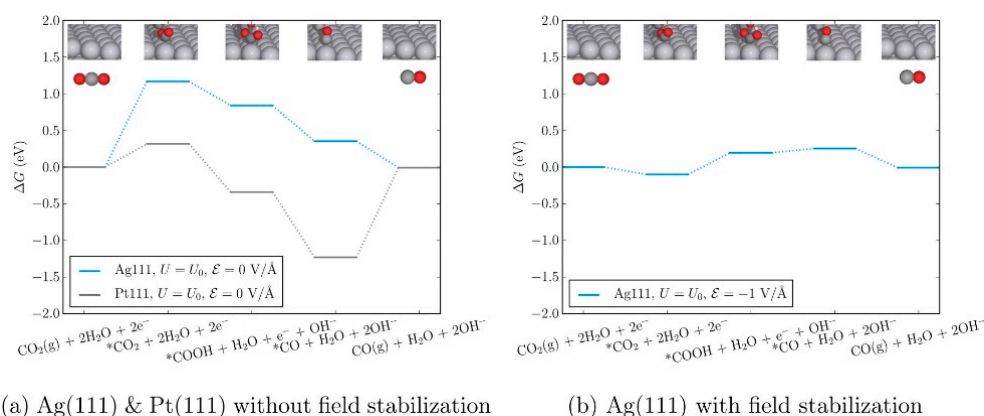 2.0
1.5
1.0
0.5
0.0
−0.5
−1.0
−1.5
−2.0
ΔG (eV)
Ag111, U = U₀, ℰ = 0 V/Å
Pt111, U = U₀, ℰ = 0 V/Å
CO₂(g) + 2H₂O + 2e⁻
*CO₂ + 2H₂O + 2e⁻
*COOH + H₂O + e⁻ + OH⁻
*CO + H₂O + 2OH⁻
CO(g) + H₂O + 2OH⁻
(a) Ag(111) & Pt(111) without field stabilization
2.0
1.5
1.0
0.5
0.0
−0.5
−1.0
−1.5
−2.0
ΔG (eV)
Ag111, U = U₀, ℰ = −1 V/Å
CO₂(g) + 2H₂O + 2e⁻
*CO₂ + 2H₂O + 2e⁻
*COOH + H₂O + e⁻ + OH⁻
*CO + H₂O + 2OH⁻
CO(g) + H₂O + 2OH⁻
(b) Ag(111) with field stabilization